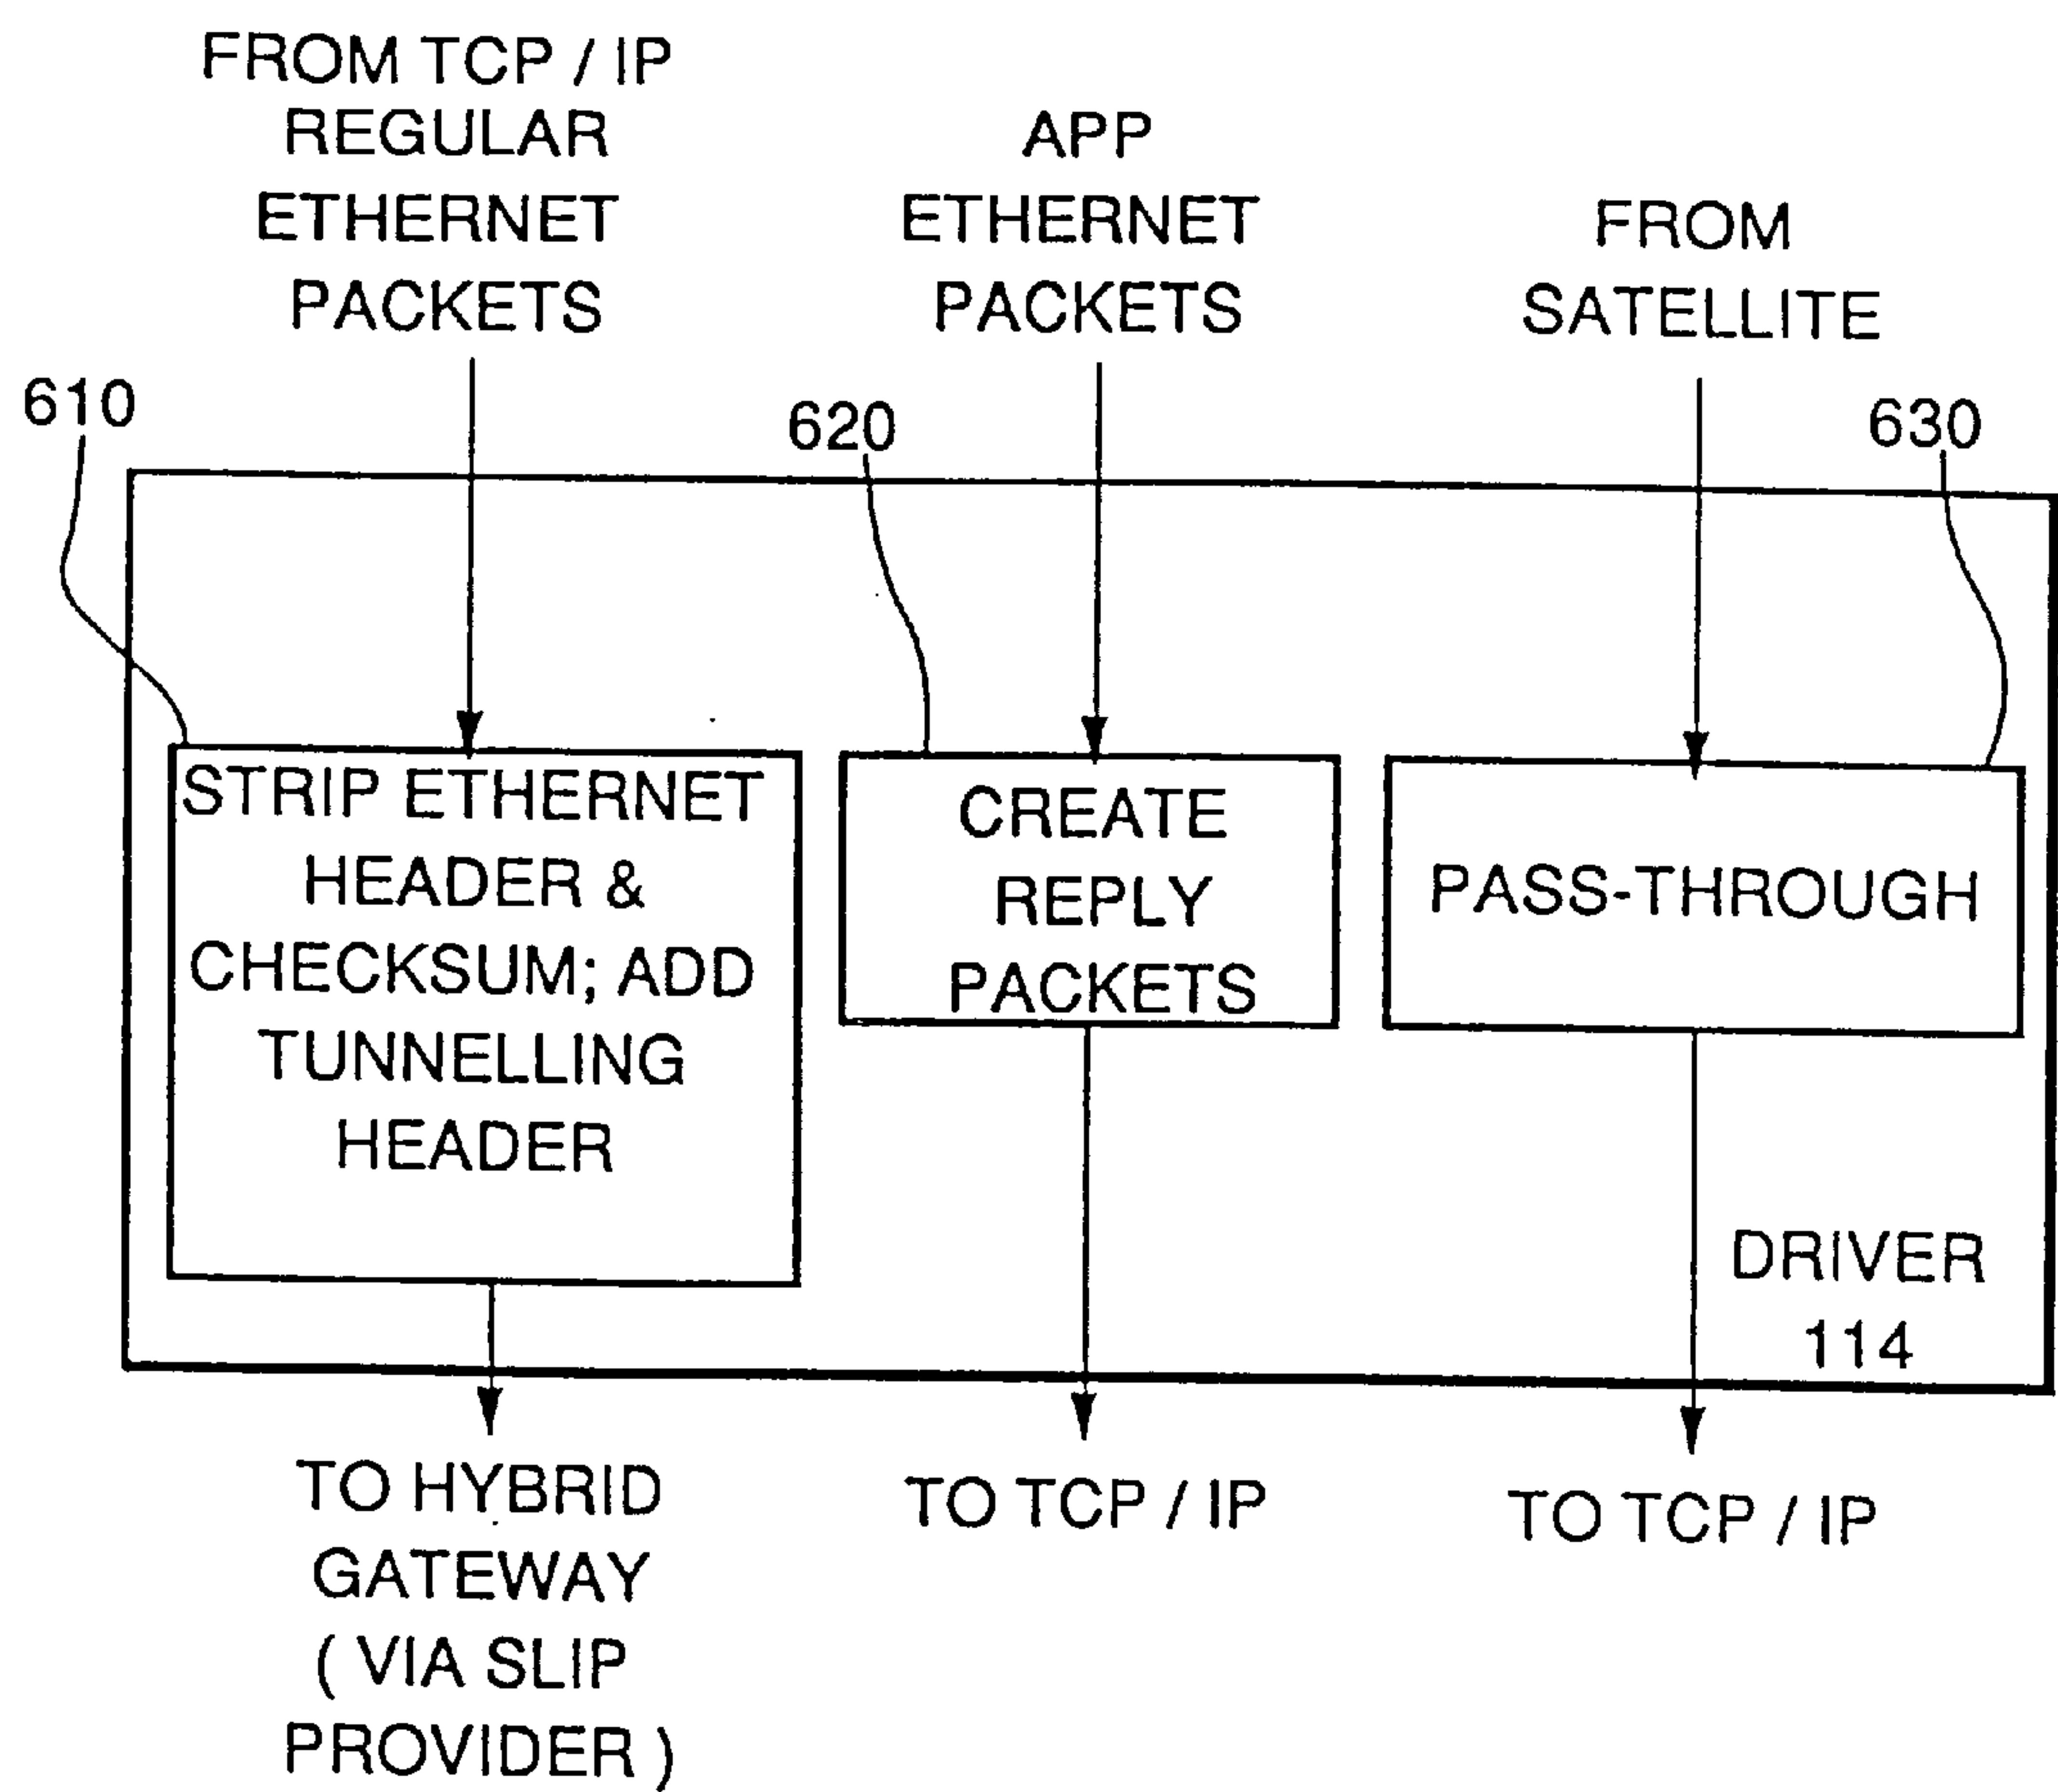 FROM TCP / IP
REGULAR
ETHERNET
PACKETS
APP
ETHERNET
PACKETS
FROM
SATELLITE
610
620
630
STRIP ETHERNET
HEADER &
CHECKSUM; ADD
TUNNELLING
HEADER
CREATE
REPLY
PACKETS
PASS-THROUGH
DRIVER
114
TO HYBRID
GATEWAY
( VIA SLIP
PROVIDER )
TO TCP / IP
TO TCP / IP